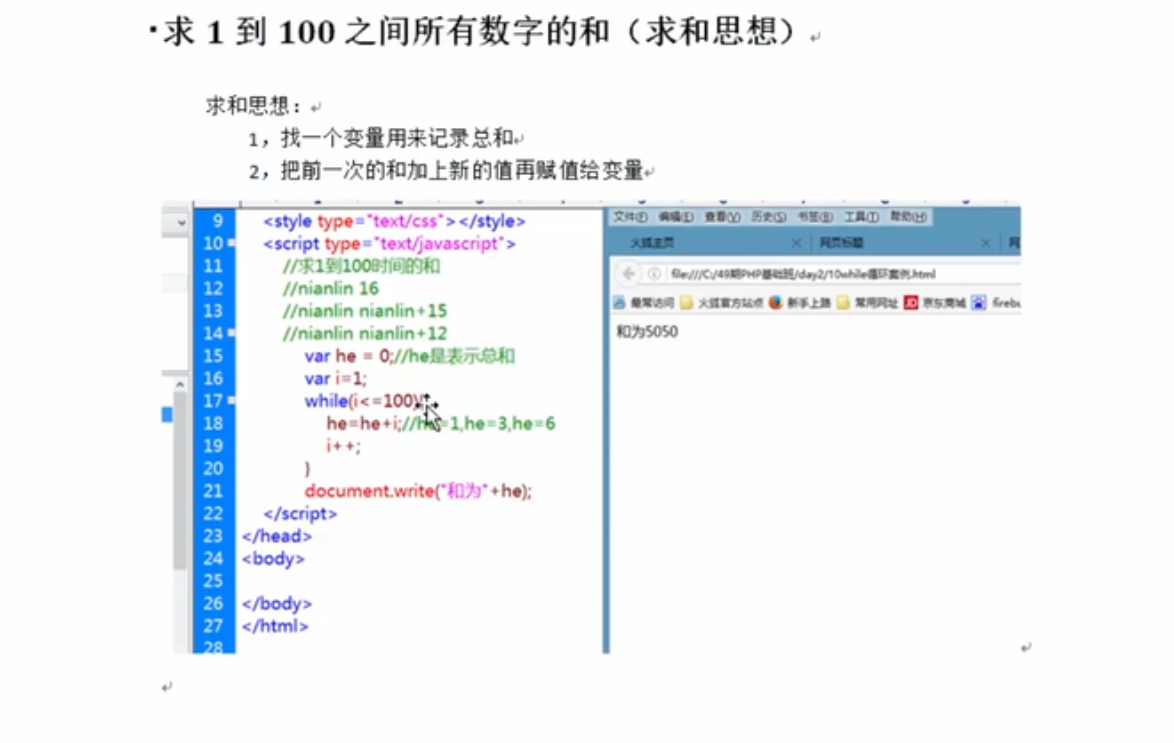 ·求 1 到 100 之间所有数字的和（求和思想）
求和思想：
1，找一个变量用来记录总和
2，把前一次的和加上新的值再赋值给变量
9 <style type="text/css"></style>
10 <script type="text/javascript">
11 //求1到100时间的和
12 //nianlin 16
13 //nianlin nianlin+15
14 //nianlin nianlin+12
15 var he = 0;//he是表示总和
16 var i=1;
17 while(i<=100)
18 he=he+i;//he=1,he=3,he=6
19 i++;
20 }
21 document.write("和为"+he);
22 </script>
23 </head>
24 <body>
25
26 </body>
27 </html>
28
文件(F) 编辑(E) 查看(V) 历史(S) 书签(B) 工具(T) 帮助(H)
火狐主页 网页标题 网
file:///C:/49期PHP基础班/day2/10while循环案例.html
最常访问 火狐官方站点 新手上路 常用网址 JD 京东商城 firebu
和为5050